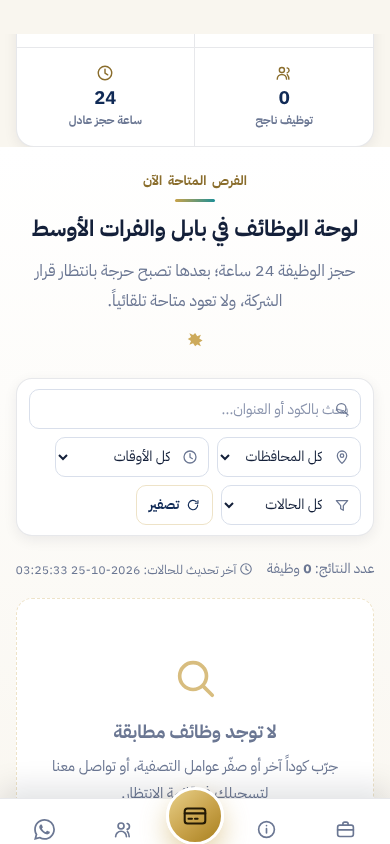 0
توظيف ناجح
24
ساعة حجز عادل
الفرص المتاحة الآن
لوحة الوظائف في بابل والفرات الأوسط
حجز الوظيفة 24 ساعة؛ بعدها تصبح حرجة بانتظار قرار
الشركة، ولا تعود متاحة تلقائياً.
بحث بالكود أو العنوان...
كل المحافظات
كل الأوقات
كل الحالات
تصفير
عدد النتائج: 0 وظيفة
آخر تحديث للحالات: 2026-10-25 03:25:33
لا توجد وظائف مطابقة
جرّب كوداً آخر أو صفّر عوامل التصفية، أو تواصل معنا
لتسجيلك الانتظار.